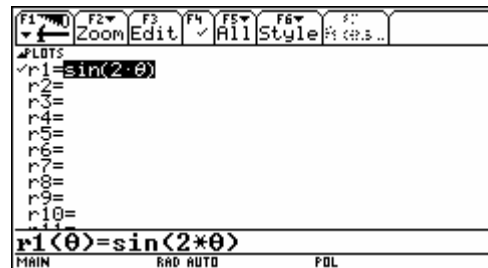 F1 F2 F3 F4 F5 F6
Zoom Edit ✓ All Style
PLOTS
✓r1=sin(2·θ)
r2=
r3=
r4=
r5=
r6=
r7=
r8=
r9=
r10=
r1(θ)=sin(2*θ)
MAIN RAD AUTO POL